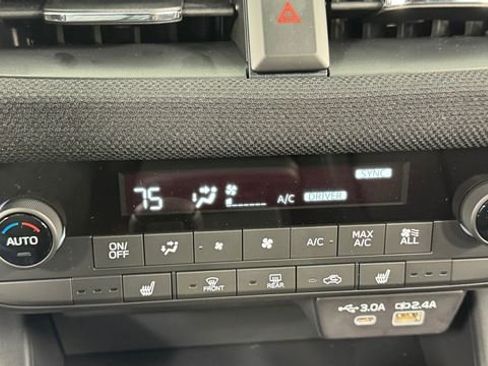 SYNC
75 A/C DRIVER
AUTO
ON/
OFF
A/C
MAX
A/C
ALL
FRONT
REAR
3.0A
2.4A